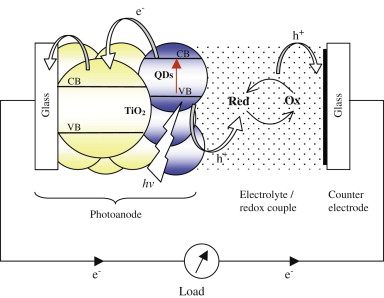 e-
h+
CB
QDs
CB
Glass
TiO2
VB
Red
Ox
Glass
VB
hν
h+
Photoanode
Electrolyte /
redox couple
Counter
electrode
e-
e-
Load